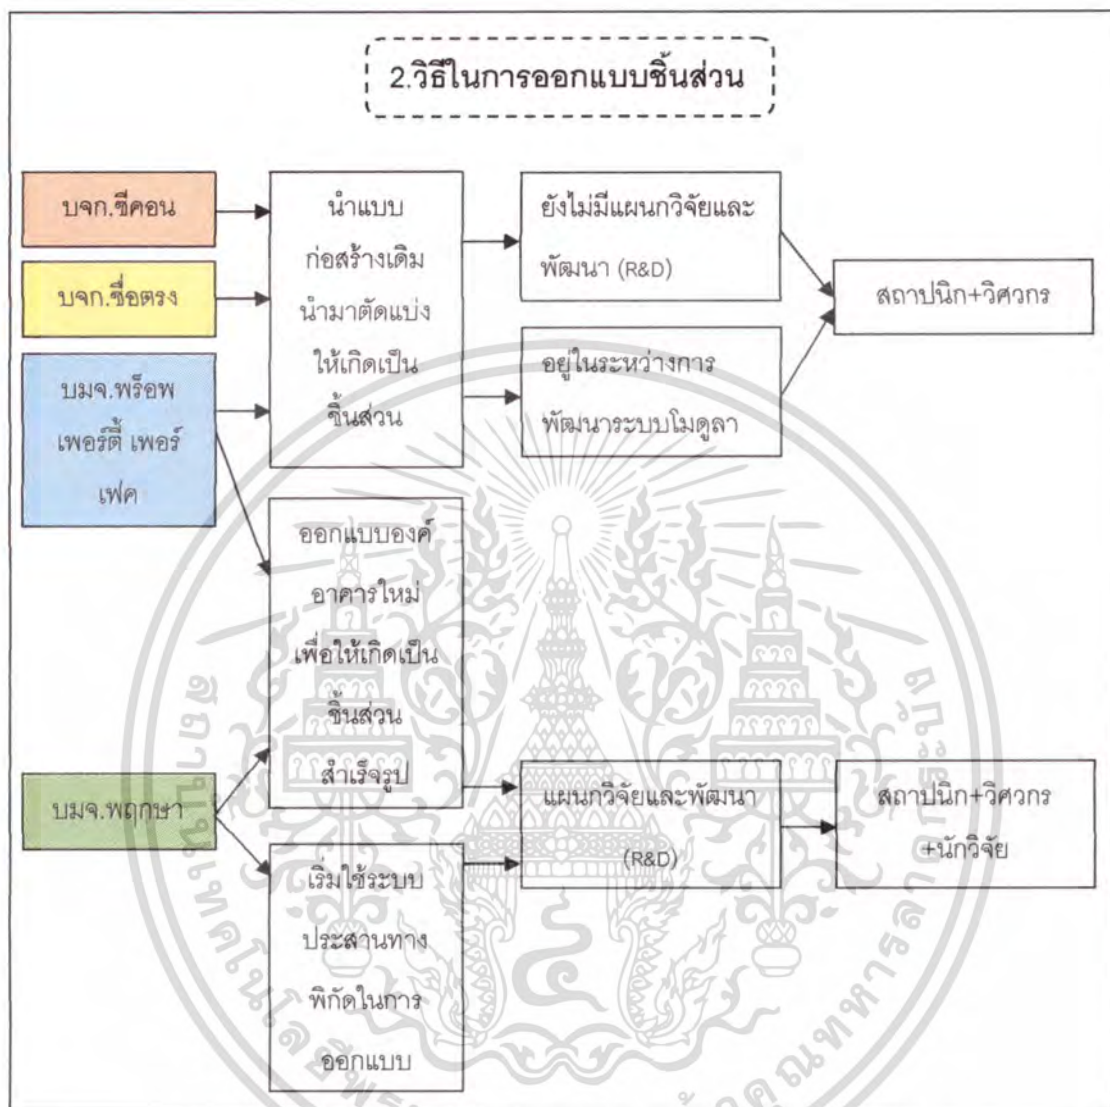 2.วิธีในการออกแบบชิ้นส่วน
บจก.ซีคอน
บจก.ซื่อตรง
บมจ.พร็อพ
เพอร์ตี้ เพอร์
เฟค
บมจ.พฤกษา
นำแบบ
ก่อสร้างเดิม
นำมาตัดแบ่ง
ให้เกิดเป็น
ชิ้นส่วน
ออกแบบองค์
อาคารใหม่
เพื่อให้เกิดเป็น
ชิ้นส่วน
สำเร็จรูป
เริ่มใช้ระบบ
ประสานทาง
พิกัดในการ
ออกแบบ
ยังไม่มีแผนกวิจัยและ
พัฒนา (R&D)
อยู่ในระหว่างการ
พัฒนาระบบโมดูลา
แผนกวิจัยและพัฒนา
(R&D)
สถาปนิก+วิศวกร
สถาปนิก+วิศวกร
+นักวิจัย